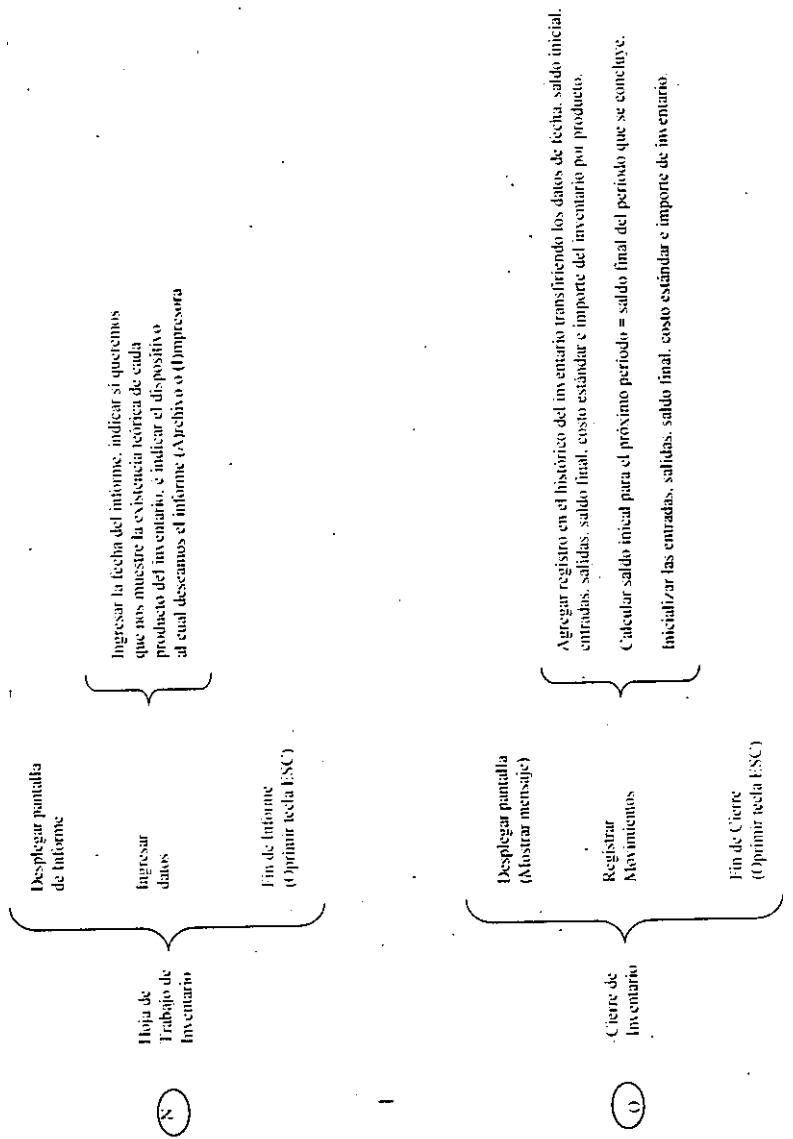 N
Hoja de
Trabajo de
Inventario
Desplegar pantalla
de Informe
Ingresar
datos
Fin de Informe
(Oprimir tecla ESC)
Ingresar la fecha del informe, indicar si queremos
que nos muestre la existencia teórica de cada
producto del inventario, é indicar el dispositivo
al cual deseamos el informe (A)rchivo o (I)mpresora
O
Cierre de
Inventario
Desplegar pantalla
(Mostrar mensaje)
Registrar
Movimientos
Fin de Cierre
(Oprimir tecla ESC)
Agregar registro en el histórico del inventario transfiriendo los datos de fecha, saldo inicial,
entradas, salidas, saldo final, costo estándar e importe del inventario por producto.
Calcular saldo inical para el próximo periodo = saldo final del periodo que se concluye.
Inicializar las entradas, salidas, saldo final, costo estándar e importe de inventario.